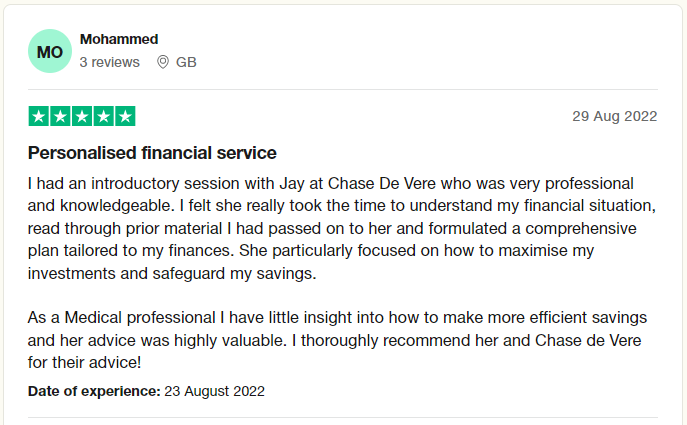 MO
Mohammed
3 reviews GB
29 Aug 2022
Personalised financial service
I had an introductory session with Jay at Chase De Vere who was very professional
and knowledgeable. I felt she really took the time to understand my financial situation,
read through prior material I had passed on to her and formulated a comprehensive
plan tailored to my finances. She particularly focused on how to maximise my
investments and safeguard my savings.
As a Medical professional I have little insight into how to make more efficient savings
and her advice was highly valuable. I thoroughly recommend her and Chase de Vere
for their advice!
Date of experience: 23 August 2022